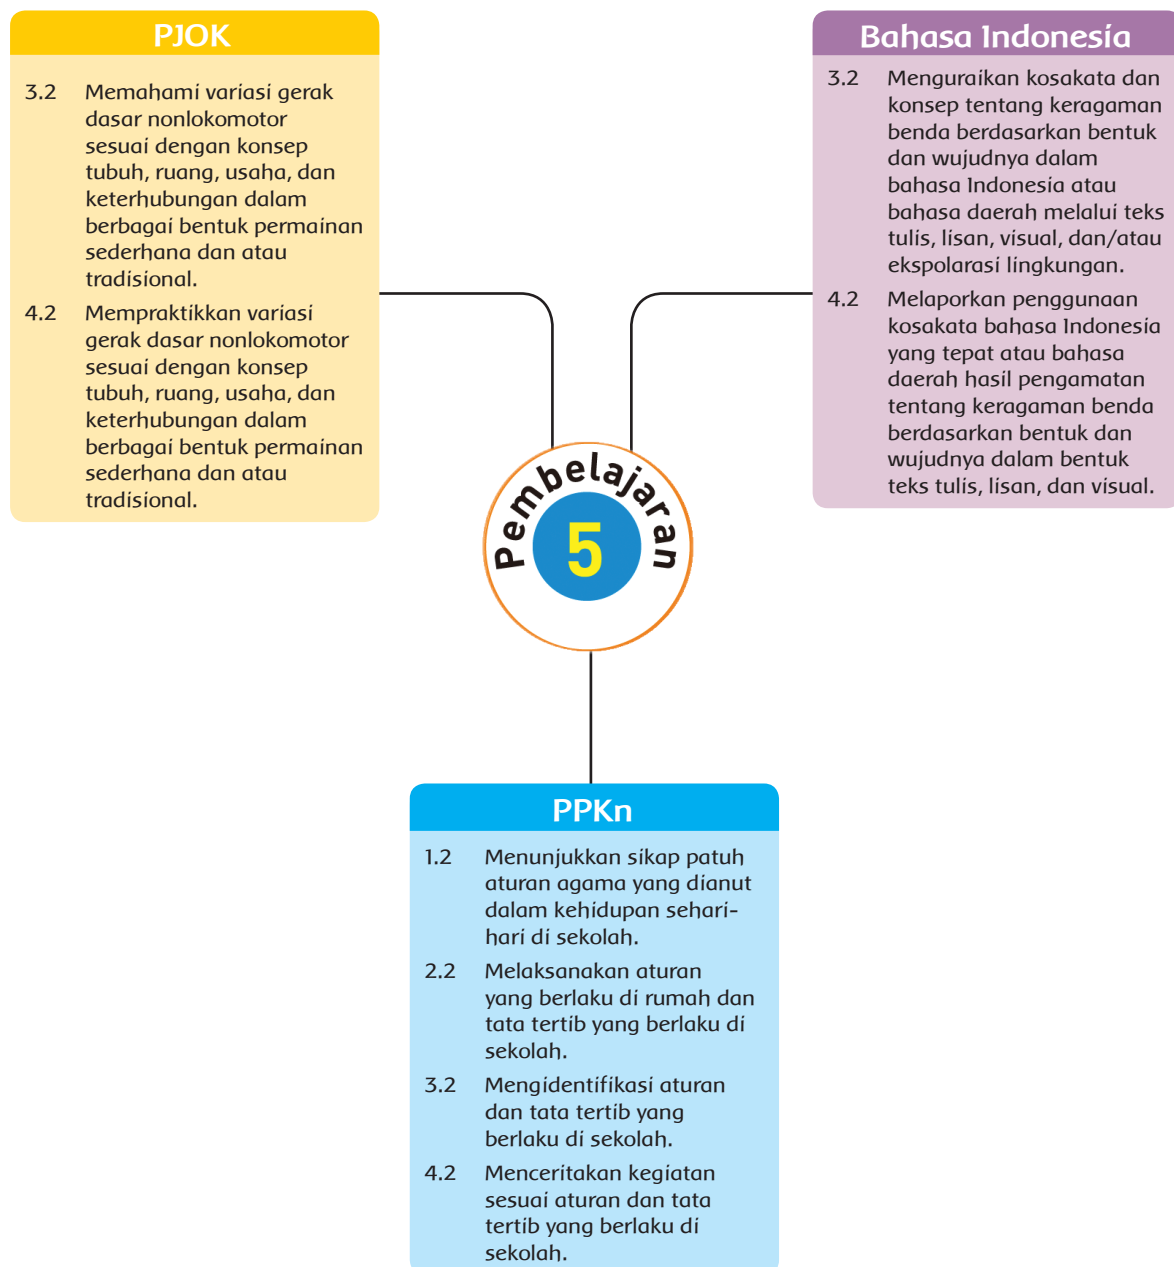 PJOK
3.2 Memahami variasi gerak
dasar nonlokomotor
sesuai dengan konsep
tubuh, ruang, usaha, dan
keterhubungan dalam
berbagai bentuk permainan
sederhana dan atau
tradisional.
4.2 Mempraktikkan variasi
gerak dasar nonlokomotor
sesuai dengan konsep
tubuh, ruang, usaha, dan
keterhubungan dalam
berbagai bentuk permainan
sederhana dan atau
tradisional.
Bahasa Indonesia
3.2 Menguraikan kosakata dan
konsep tentang keragaman
benda berdasarkan bentuk
dan wujudnya dalam
bahasa Indonesia atau
bahasa daerah melalui teks
tulis, lisan, visual, dan/atau
ekspolarasi lingkungan.
4.2 Melaporkan penggunaan
kosakata bahasa Indonesia
yang tepat atau bahasa
daerah hasil pengamatan
tentang keragaman benda
berdasarkan bentuk dan
wujudnya dalam bentuk
teks tulis, lisan, dan visual.
Pembelajaran
5
PPKn
1.2 Menunjukkan sikap patuh
aturan agama yang dianut
dalam kehidupan sehari-
hari di sekolah.
2.2 Melaksanakan aturan
yang berlaku di rumah dan
tata tertib yang berlaku di
sekolah.
3.2 Mengidentifikasi aturan
dan tata tertib yang
berlaku di sekolah.
4.2 Menceritakan kegiatan
sesuai aturan dan tata
tertib yang berlaku di
sekolah.